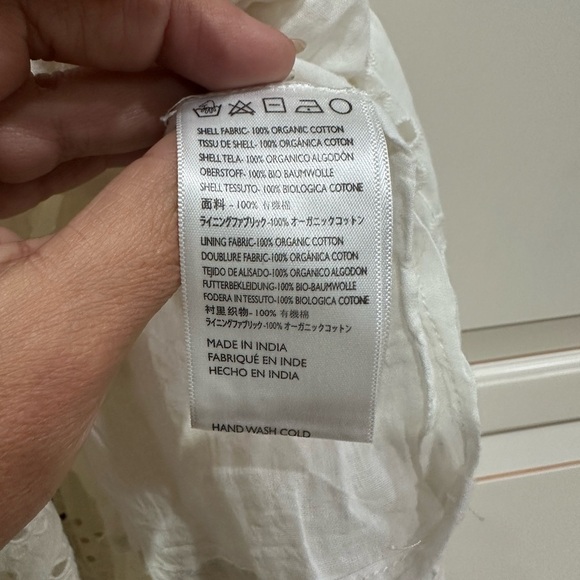 SHELL FABRIC- 100% ORGANIC COTTON
TISSU DE SHELL- 100% ORGÁNICA COTON
SHELL TELA- 100% ORGANICO ALGODÓN
OBERSTOFF- 100% BIO BAUMWOLLE
SHELL TESSUTO- 100% BIOLOGICA COTONE
面料 - 100% 有機棉
ライニングファブリック-100% オーガニックコットン
LINING FABRIC-100% ORGANIC COTTON
DOUBLURE FABRIC-100% ORGÁNICA COTON
TEJIDO DE ALISADO-100% ORGANICO ALGODON
FUTTERBEKLEIDUNG-100% BIO-BAUMWOLLE
FODERA IN TESSUTO-100% BIOLOGICA COTONE
衬里织物- 100% 有機棉
ライニングファブリック-100% オーガニックコットン
MADE IN INDIA
FABRIQUÉ EN INDE
HECHO EN INDIA
HAND WASH COLD